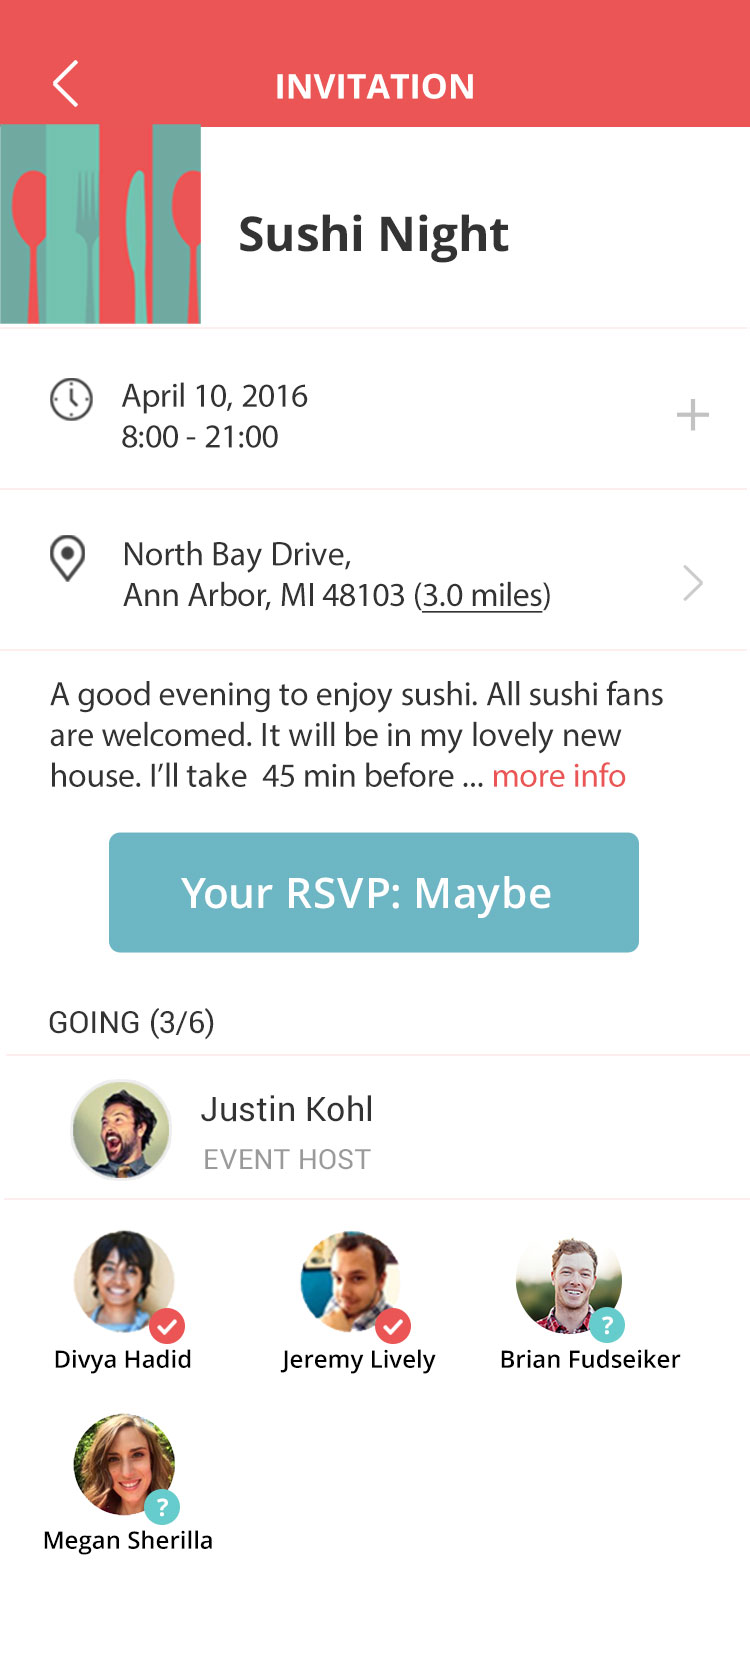 INVITATION
Sushi Night
April 10, 2016
8:00 - 21:00
North Bay Drive,
Ann Arbor, MI 48103 (3.0 miles)
A good evening to enjoy sushi. All sushi fans
are welcomed. It will be in my lovely new
house. I’ll take  45 min before ... more info
Your RSVP: Maybe
GOING (3/6)
Justin Kohl
EVENT HOST
?
Divya Hadid Jeremy Lively Brian Fudseiker
?
Megan Sherilla